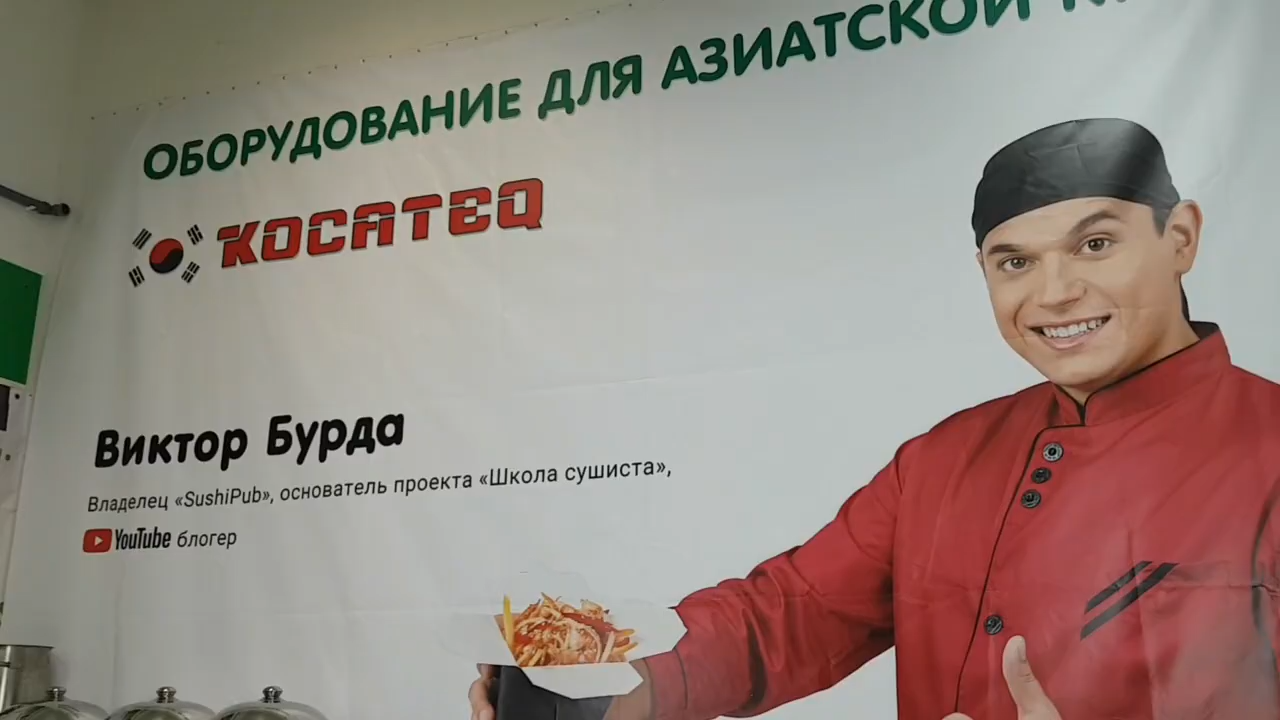 ОБОРУДОВАНИЕ ДЛЯ АЗИАТСКОЙ
KOCATEQ
Виктор Бурда
Владелец «SushiPub», основатель проекта «Школа сушиста»,
YouTube блогер